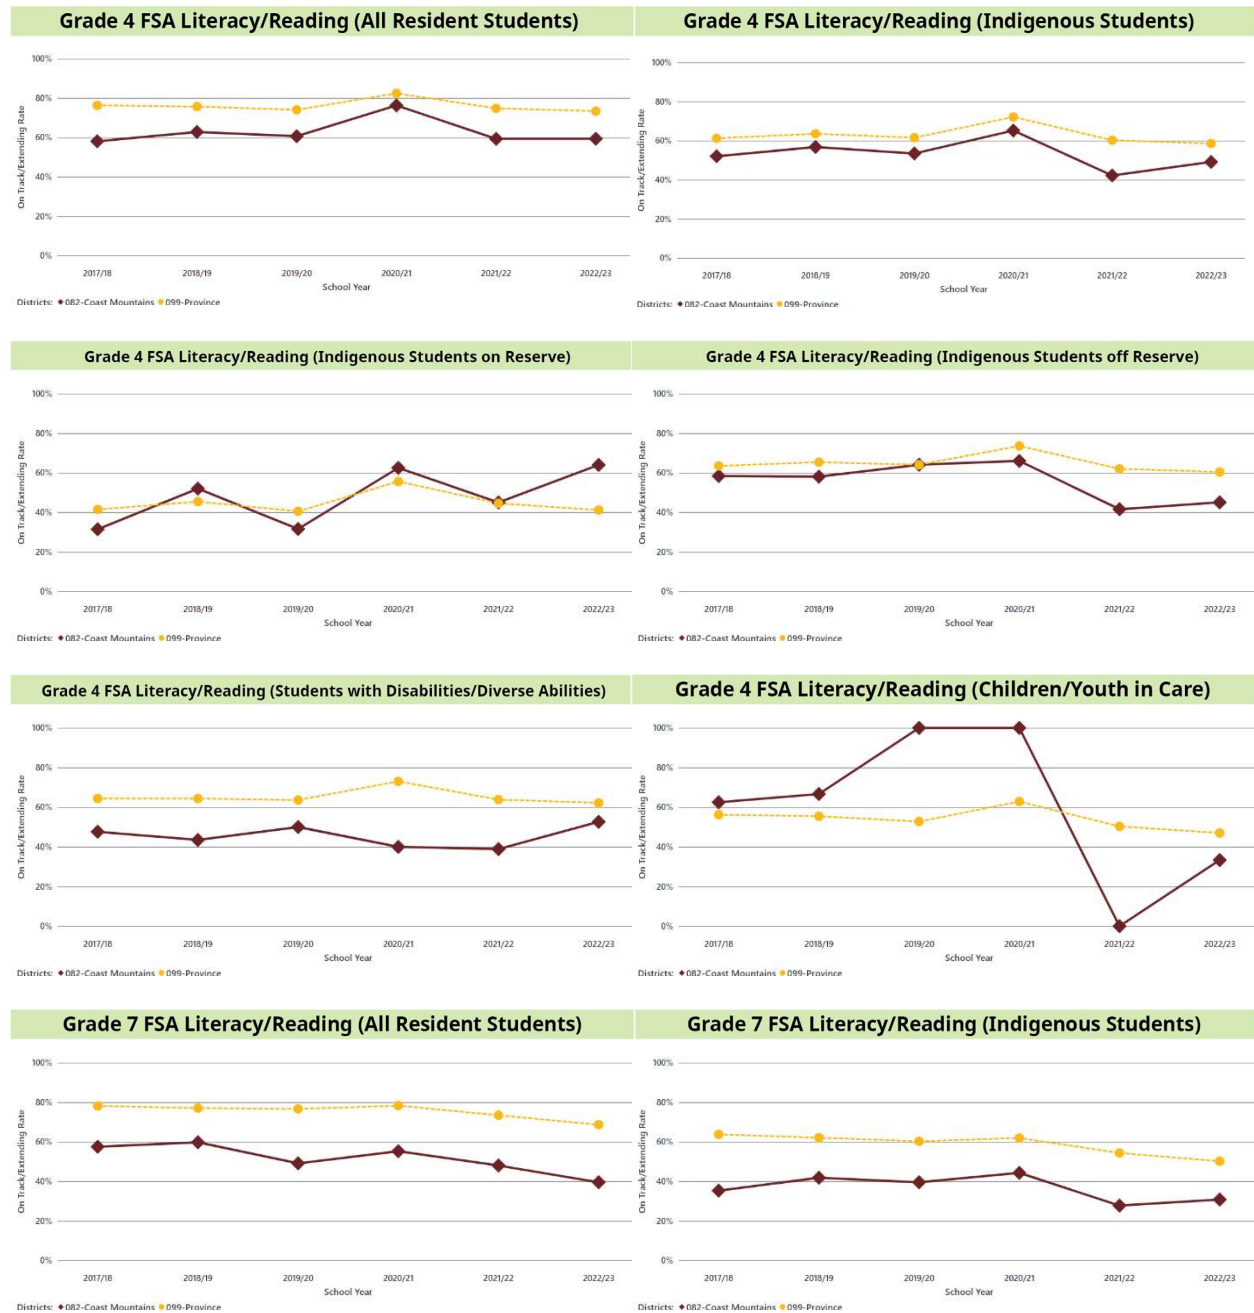 Grade 4 FSA Literacy/Reading (All Resident Students)
On Track/Extending Rate
100%
80%
60%
40%
20%
0%
2017/18 2018/19 2019/20 2020/21 2021/22 2022/23
School Year
Districts: 082-Coast Mountains 099-Province
Grade 4 FSA Literacy/Reading (Indigenous Students)
On Track/Extending Rate
100%
80%
60%
40%
20%
0%
2017/18 2018/19 2019/20 2020/21 2021/22 2022/23
School Year
Districts: 082-Coast Mountains 099-Province
Grade 4 FSA Literacy/Reading (Indigenous Students on Reserve)
On Track/Extending Rate
100%
80%
60%
40%
20%
0%
2017/18 2018/19 2019/20 2020/21 2021/22 2022/23
School Year
Districts: 082-Coast Mountains 099-Province
Grade 4 FSA Literacy/Reading (Indigenous Students off Reserve)
On Track/Extending Rate
100%
80%
60%
40%
20%
0%
2017/18 2018/19 2019/20 2020/21 2021/22 2022/23
School Year
Districts: 082-Coast Mountains 099-Province
Grade 4 FSA Literacy/Reading (Students with Disabilities/Diverse Abilities)
On Track/Extending Rate
100%
80%
60%
40%
20%
0%
2017/18 2018/19 2019/20 2020/21 2021/22 2022/23
School Year
Districts: 082-Coast Mountains 099-Province
Grade 4 FSA Literacy/Reading (Children/Youth in Care)
On Track/Extending Rate
100%
80%
60%
40%
20%
0%
2017/18 2018/19 2019/20 2020/21 2021/22 2022/23
School Year
Districts: 082-Coast Mountains 099-Province
Grade 7 FSA Literacy/Reading (All Resident Students)
On Track/Extending Rate
100%
80%
60%
40%
20%
0%
2017/18 2018/19 2019/20 2020/21 2021/22 2022/23
School Year
Districts: 082-Coast Mountains 099-Province
Grade 7 FSA Literacy/Reading (Indigenous Students)
On Track/Extending Rate
100%
80%
60%
40%
20%
0%
2017/18 2018/19 2019/20 2020/21 2021/22 2022/23
School Year
Districts: 082-Coast Mountains 099-Province